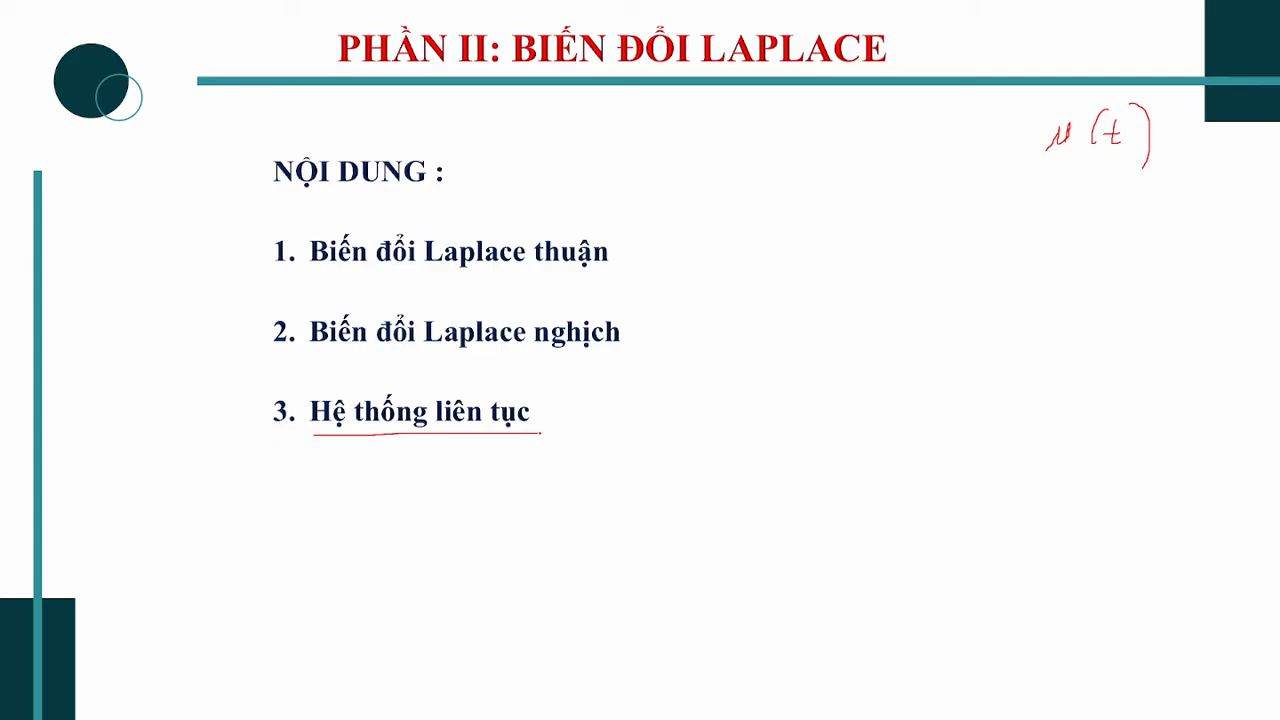 PHẦN II: BIẾN ĐỔI LAPLACE
(t)
NỘI DUNG :
1. Biến đổi Laplace thuận
2. Biến đổi Laplace nghịch
3. Hệ thống liên tục